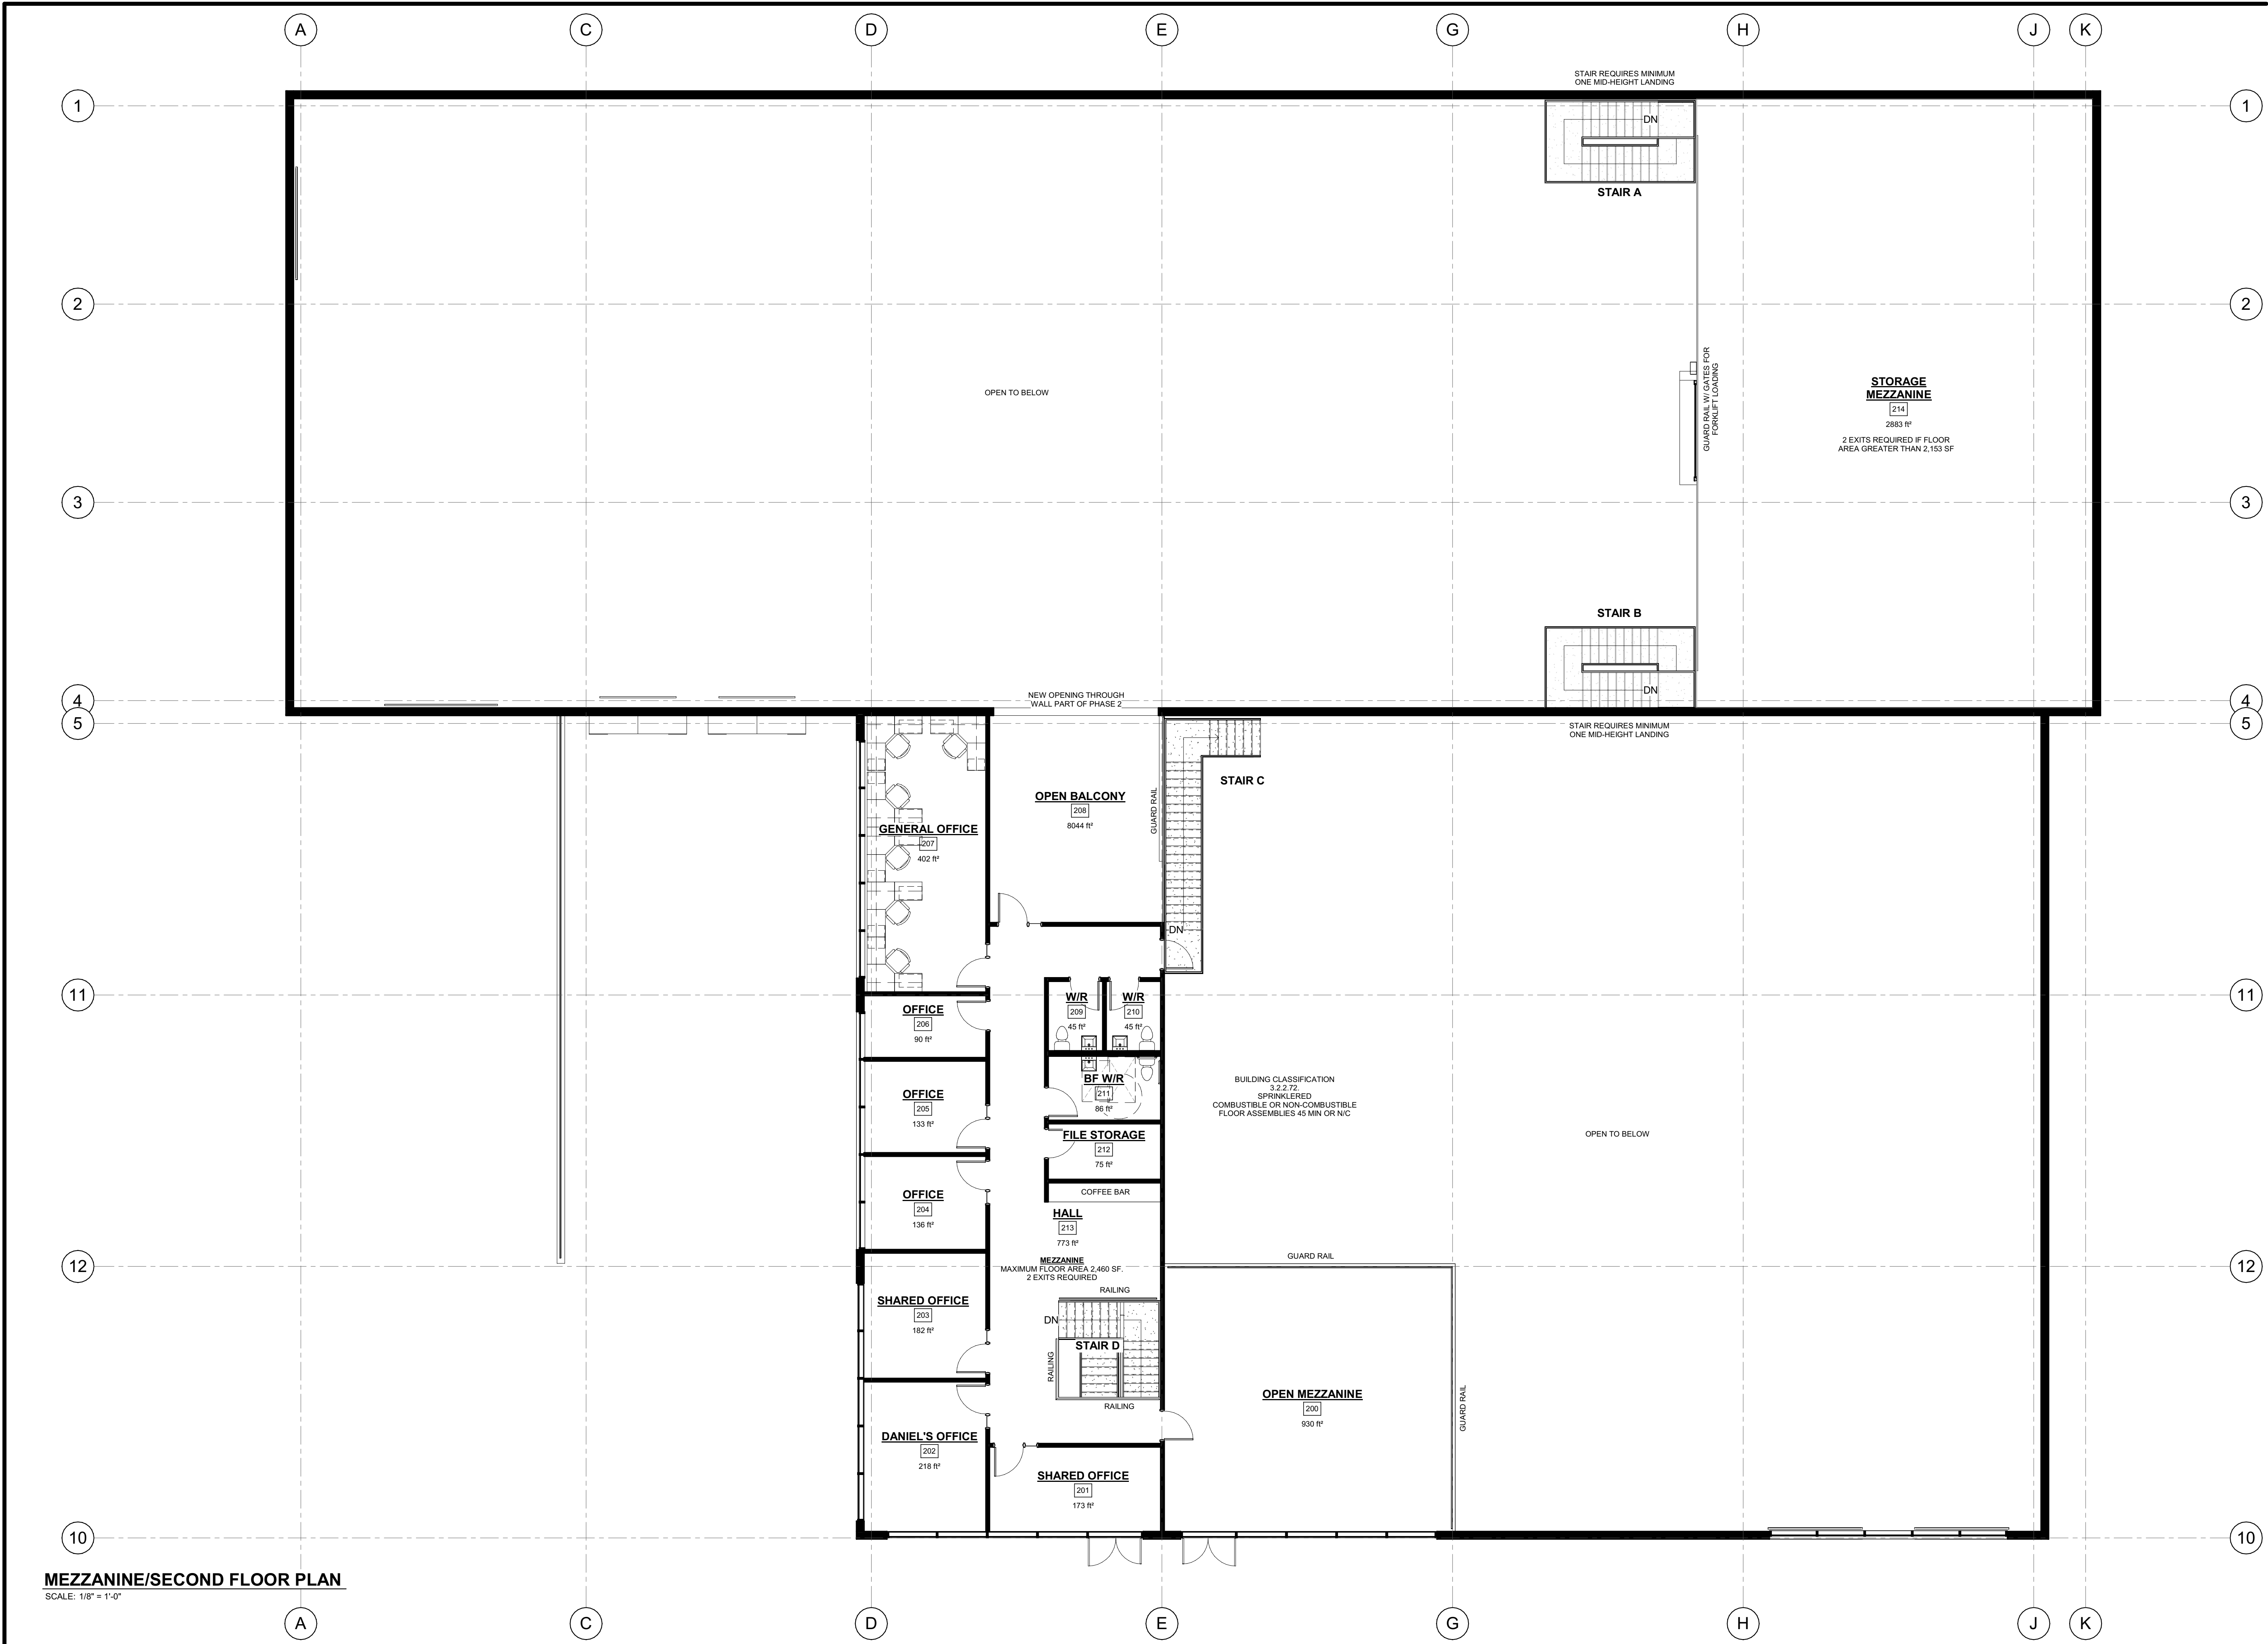 A C D E G H J K
STAIR REQUIRES MINIMUM
ONE MID-HEIGHT LANDING
1 1
DN
STAIR A
2 2
GUARD RAIL W/ GATES FOR
FORKLIFT LOADING
STORAGE
MEZZANINE
214
2883 ft²
2 EXITS REQUIRED IF FLOOR
AREA GREATER THAN 2,153 SF
OPEN TO BELOW
3 3
STAIR B
DN
NEW OPENING THROUGH
WALL PART OF PHASE 2
4 4
5 5
STAIR REQUIRES MINIMUM
ONE MID-HEIGHT LANDING
STAIR C
OPEN BALCONY
208
8044 ft²
GUARD RAIL
GENERAL OFFICE
207
402 ft²
DN
11 11
W/R
209
45 ft²
W/R
210
45 ft²
OFFICE
206
90 ft²
BF W/R
211
86 ft²
BUILDING CLASSIFICATION
3.2.2.72.
SPRINKLERED
COMBUSTIBLE OR NON-COMBUSTIBLE
FLOOR ASSEMBLIES 45 MIN OR N/C
OFFICE
205
133 ft²
FILE STORAGE
212
75 ft²
OPEN TO BELOW
OFFICE
204
136 ft²
COFFEE BAR
HALL
213
773 ft²
MEZZANINE
MAXIMUM FLOOR AREA 2,460 SF.
2 EXITS REQUIRED
GUARD RAIL
12 12
RAILING
SHARED OFFICE
203
182 ft²
DN
STAIR D
RAILING
RAILING
OPEN MEZZANINE
200
930 ft²
GUARD RAIL
DANIEL'S OFFICE
202
218 ft²
SHARED OFFICE
201
173 ft²
10 10
MEZZANINE/SECOND FLOOR PLAN
SCALE: 1/8" = 1'-0"
A C D E G H J K